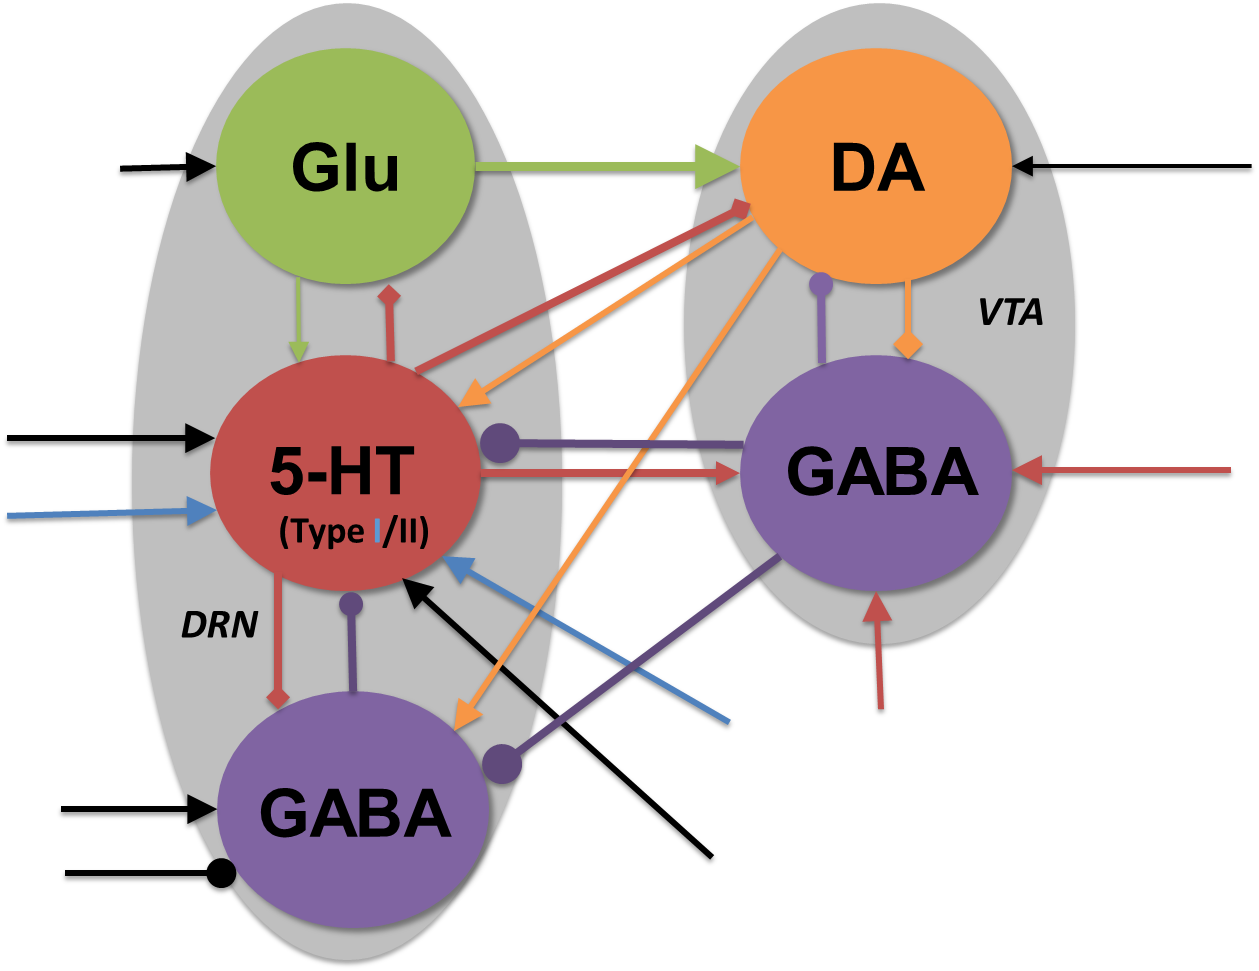 Glu
DA
VTA
5-HT
(Type I/II)
GABA
DRN
GABA